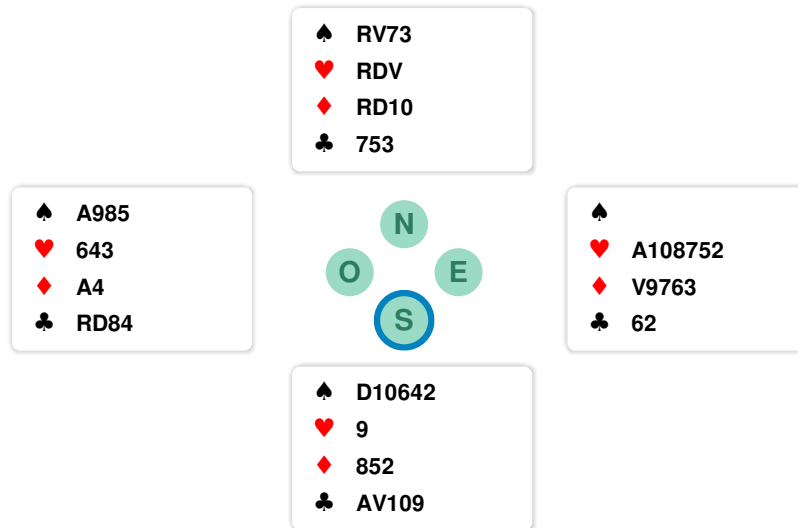 ♠ RV73
♥ RDV
♦ RD10
♣ 753
♠ A985
♥ 643
♦ A4
♣ RD84
N
O E
S
♠
♥ A108752
♦ V9763
♣ 62
♠ D10642
♥ 9
♦ 852
♣ AV109